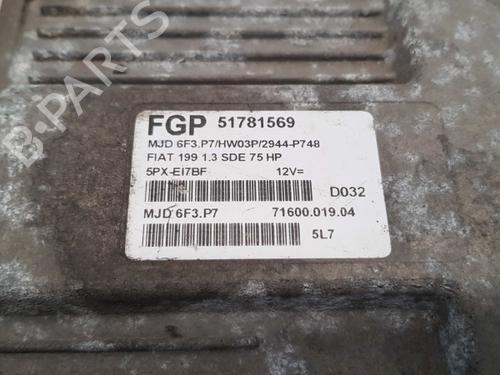 B-PARTS
FGP 51781569
MJD 6F3.P7/HW03P/2944-P748
FIAT 199 1.3 SDE 75 HP
5PX-EI7BF 12V=
D032
MJD 6F3.P7 71600.019.04
5L7